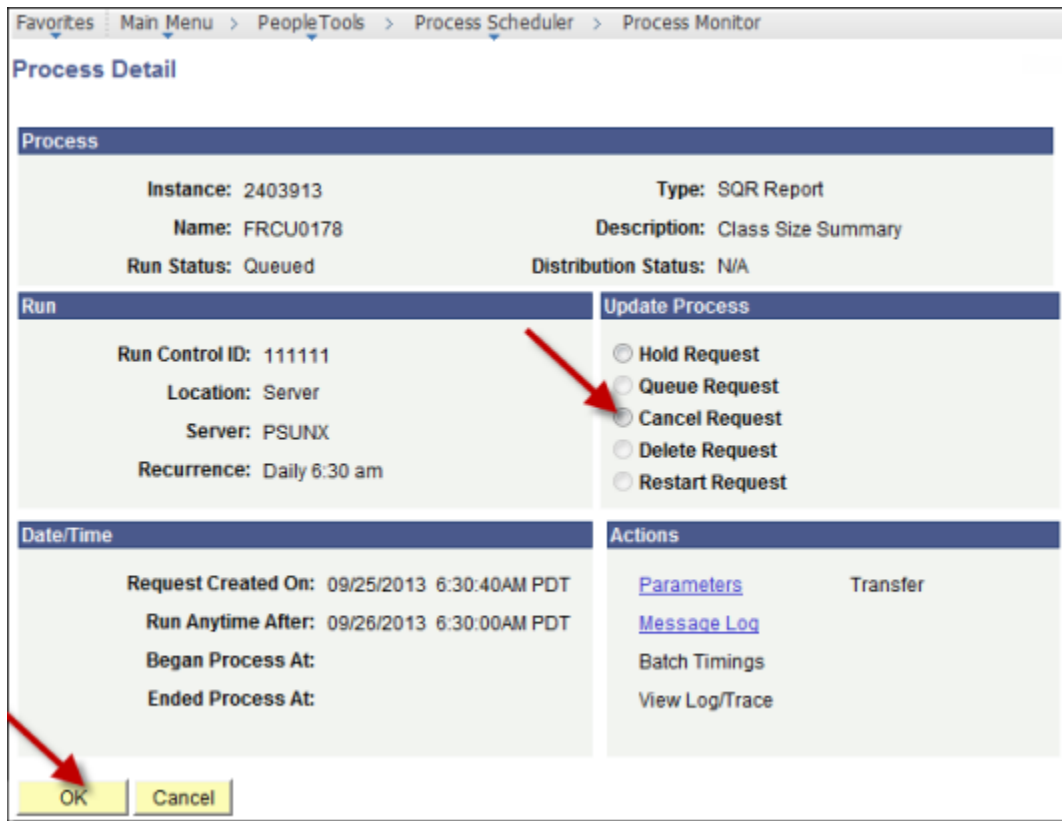 Favorites Main Menu > PeopleTools > Process Scheduler > Process Monitor
Process Detail
Process
Instance: 2403913 Type: SQR Report
Name: FRCU0178 Description: Class Size Summary
Run Status: Queued Distribution Status: N/A
Run
Run Control ID: 111111
Location: Server
Server: PSUNX
Recurrence: Daily 6:30 am
Update Process
Hold Request
Queue Request
Cancel Request
Delete Request
Restart Request
Date/Time
Request Created On: 09/25/2013 6:30:40AM PDT
Run Anytime After: 09/26/2013 6:30:00AM PDT
Began Process At:
Ended Process At:
Actions
Parameters Transfer
Message Log
Batch Timings
View Log/Trace
OK Cancel